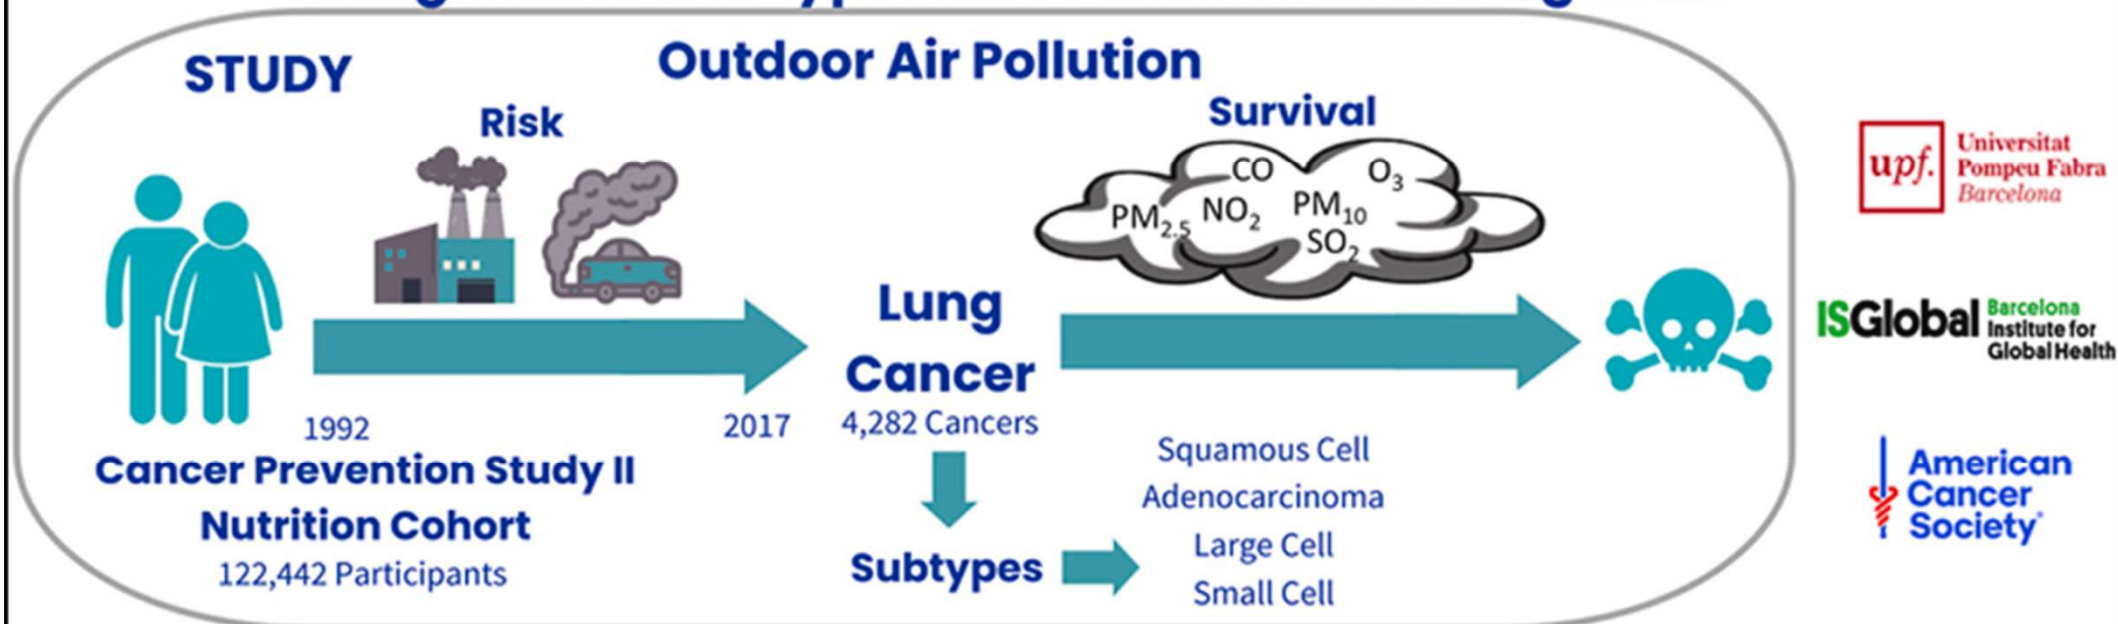 STUDY
Outdoor Air Pollution
Risk
Survival
CO
O₃
PM₂.₅
NO₂
PM₁₀
SO₂
Lung
Cancer
4,282 Cancers
1992
2017
Cancer Prevention Study II
Nutrition Cohort
122,442 Participants
Subtypes
Squamous Cell
Adenocarcinoma
Large Cell
Small Cell
upf.
Universitat
Pompeu Fabra
Barcelona
ISGlobal
Barcelona
Institute for
Global Health
American
Cancer
Society®